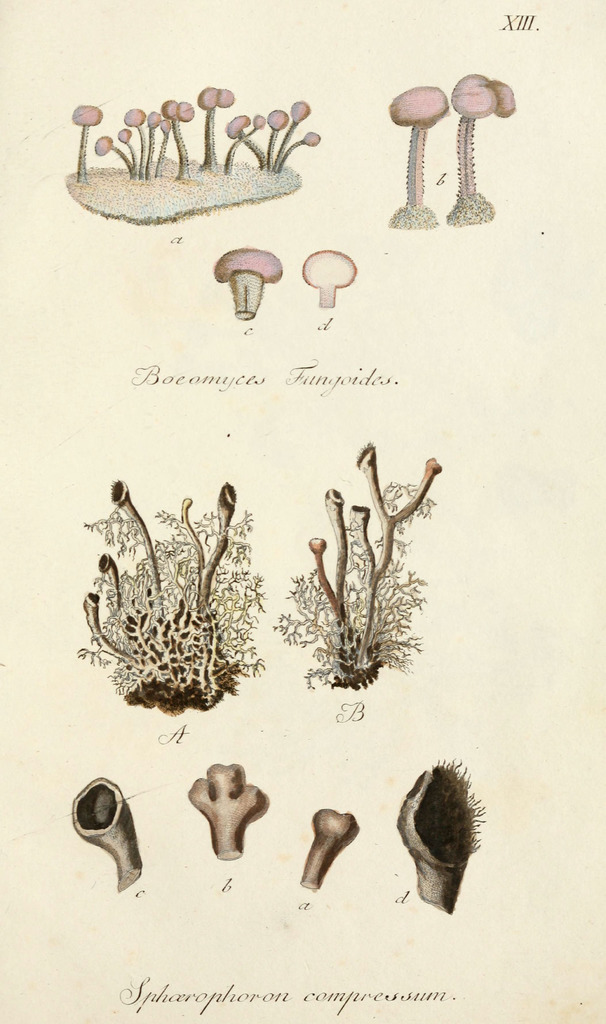 XIII.
a
b
c
d
Boeomyces Fungoides.
A
B
c
b
a
d
Sphærophoron compressum.